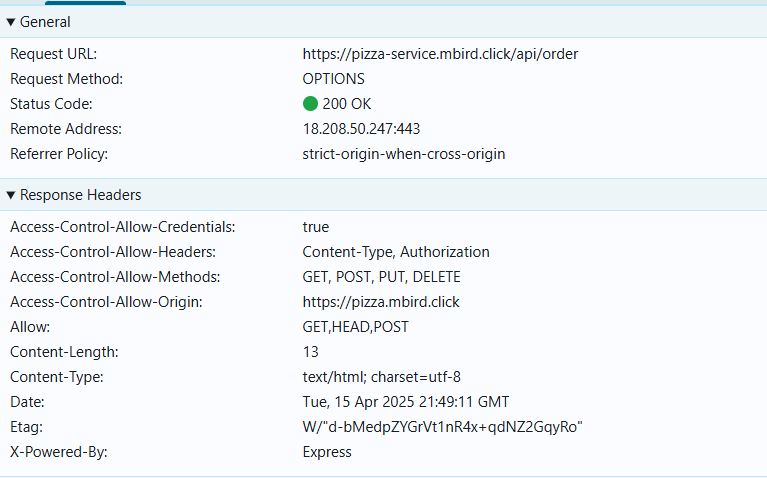 General
Request URL: https://pizza-service.mbird.click/api/order
Request Method: OPTIONS
Status Code: 200 OK
Remote Address: 18.208.50.247:443
Referrer Policy: strict-origin-when-cross-origin
Response Headers
Access-Control-Allow-Credentials: true
Access-Control-Allow-Headers: Content-Type, Authorization
Access-Control-Allow-Methods: GET, POST, PUT, DELETE
Access-Control-Allow-Origin: https://pizza.mbird.click
Allow: GET,HEAD,POST
Content-Length: 13
Content-Type: text/html; charset=utf-8
Date: Tue, 15 Apr 2025 21:49:11 GMT
Etag: W/"d-bMedpZYGrVt1nR4x+qdNZ2GqyRo"
X-Powered-By: Express